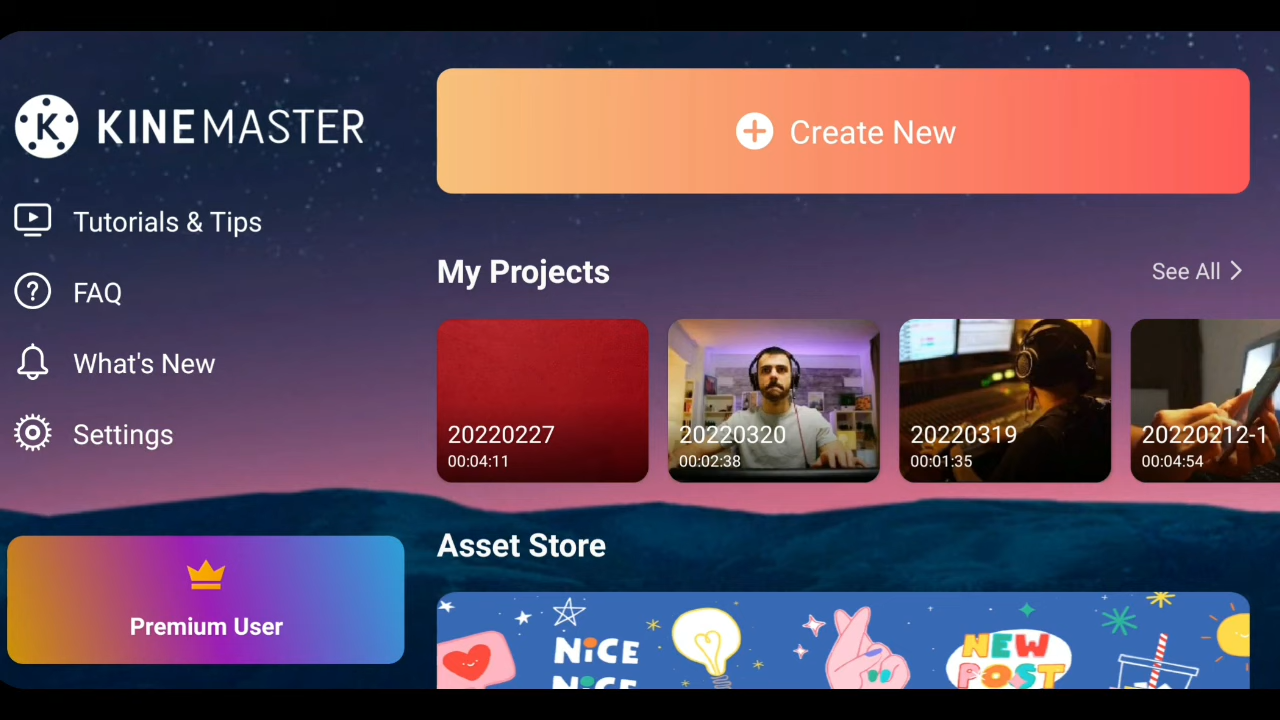 KINEMASTER
Tutorials & Tips
FAQ
What's New
Settings
Premium User
Create New
My Projects
See All
20220227
00:04:11
20220320
00:02:38
20220319
00:01:35
20220212-1
00:04:54
Asset Store
NiCE
NiCE
NEW
POST